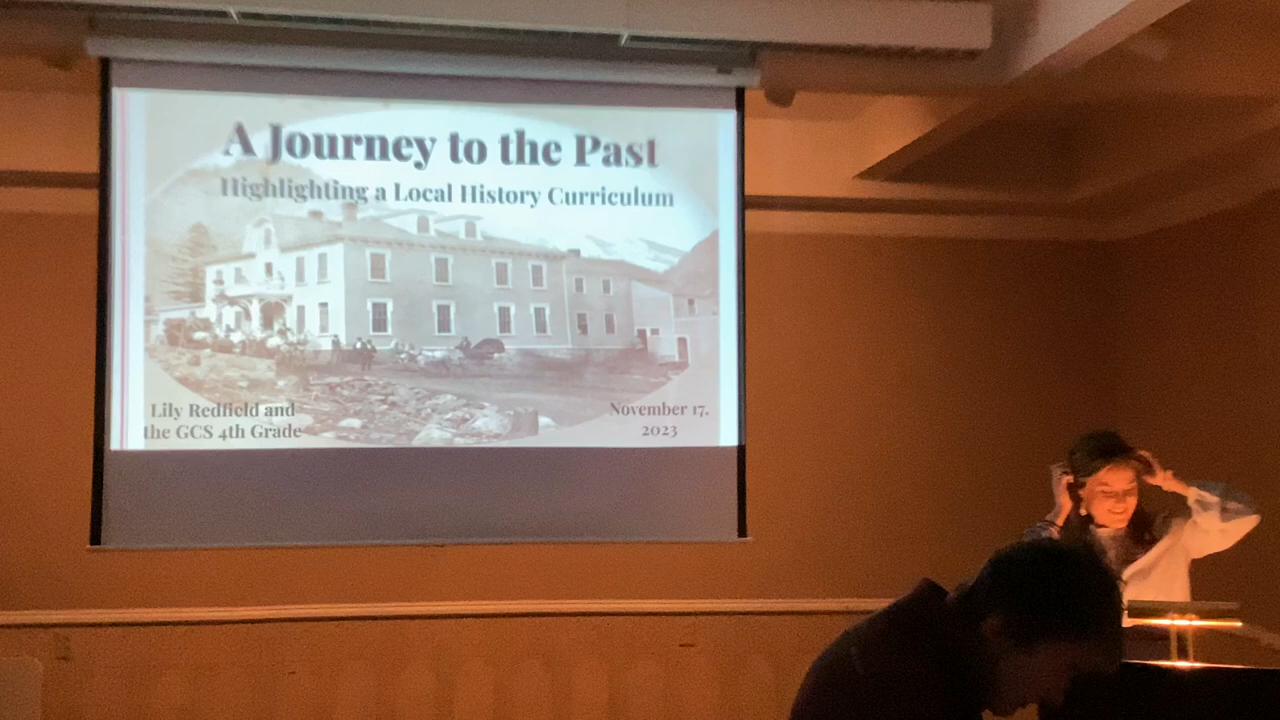 A Journey to the Past
Highlighting a Local History Curriculum
Lily Redfield and
the GCS 4th Grade
November 17,
2023